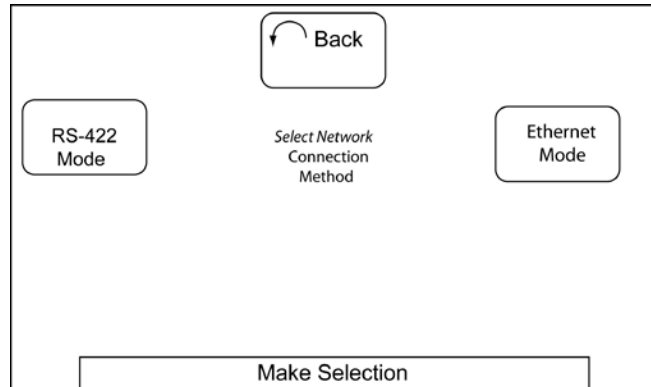 Back
RS-422
Mode
Select Network
Connection
Method
Ethernet
Mode
Make Selection